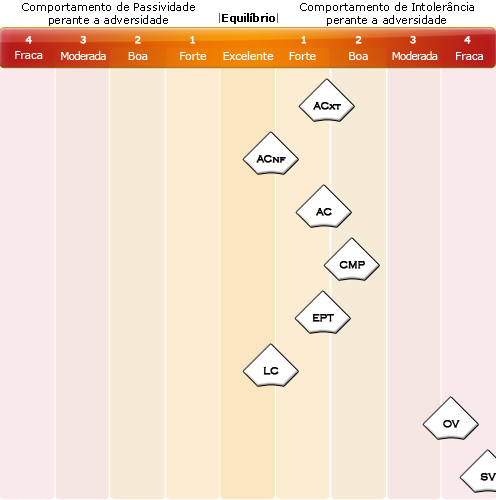 Comportamento de Passividade
perante a adversidade
|Equilíbrio|
Comportamento de Intolerância
perante a adversidade
4 3 2 1 1 2 3 4
Fraca Moderada Boa Forte Excelente Forte Boa Moderada Fraca
ACXT
ACNF
AC
CMP
EPT
LC
OV
SV